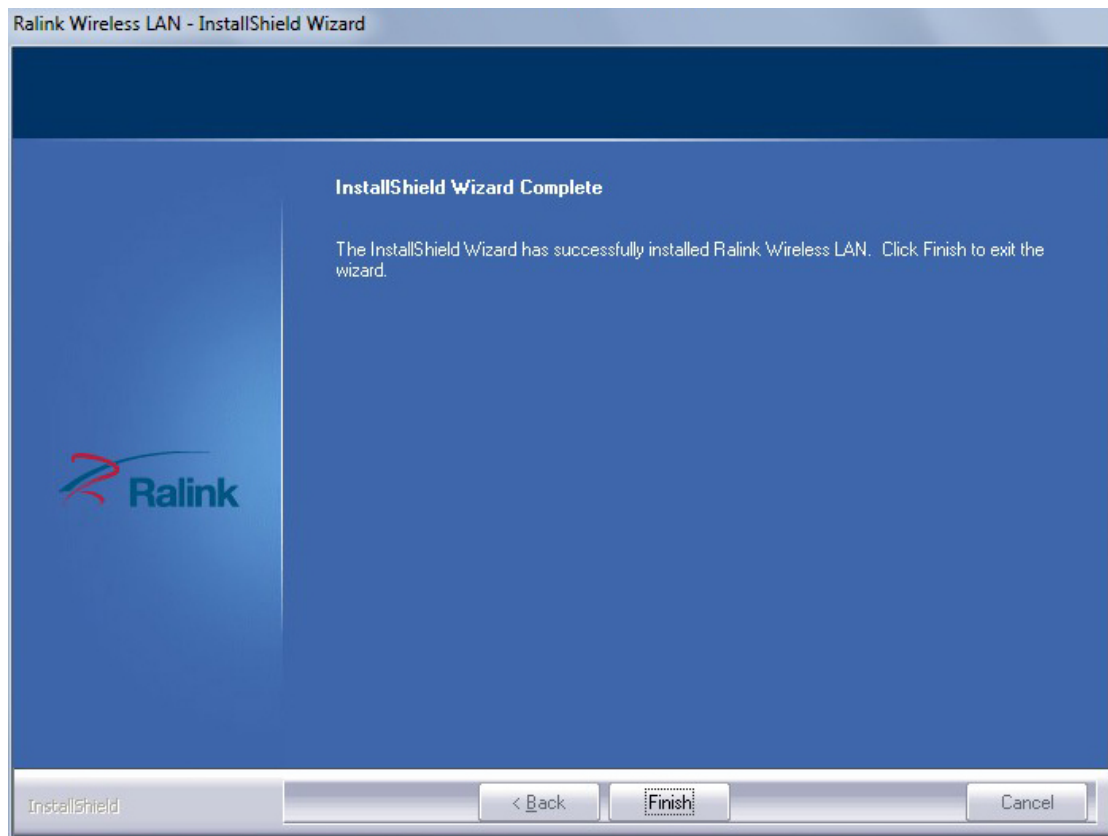 Ralink Wireless LAN - InstallShield Wizard
InstallShield Wizard Complete
The InstallShield Wizard has successfully installed Ralink Wireless LAN. Click Finish to exit the
wizard.
Ralink
InstallShield
< Back
Finish
Cancel